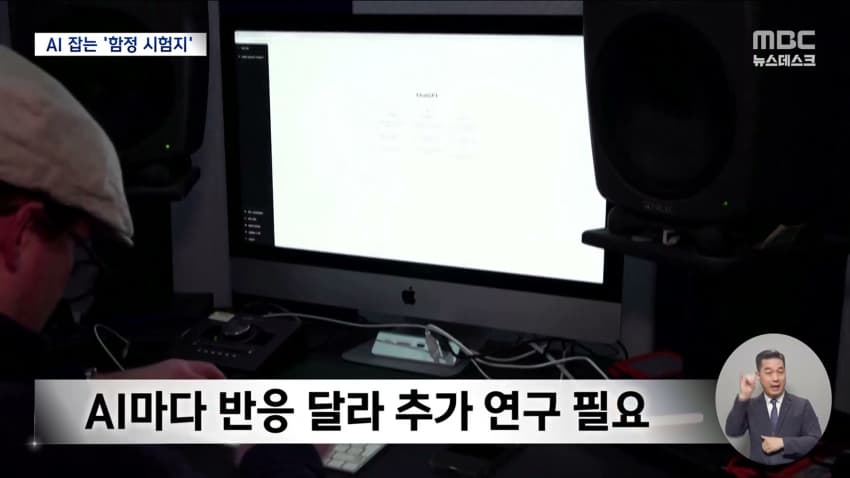 AI 잡는 '함정 시험지'
MBC
뉴스데스크
ChatGPT
AI마다 반응 달라 추가 연구 필요